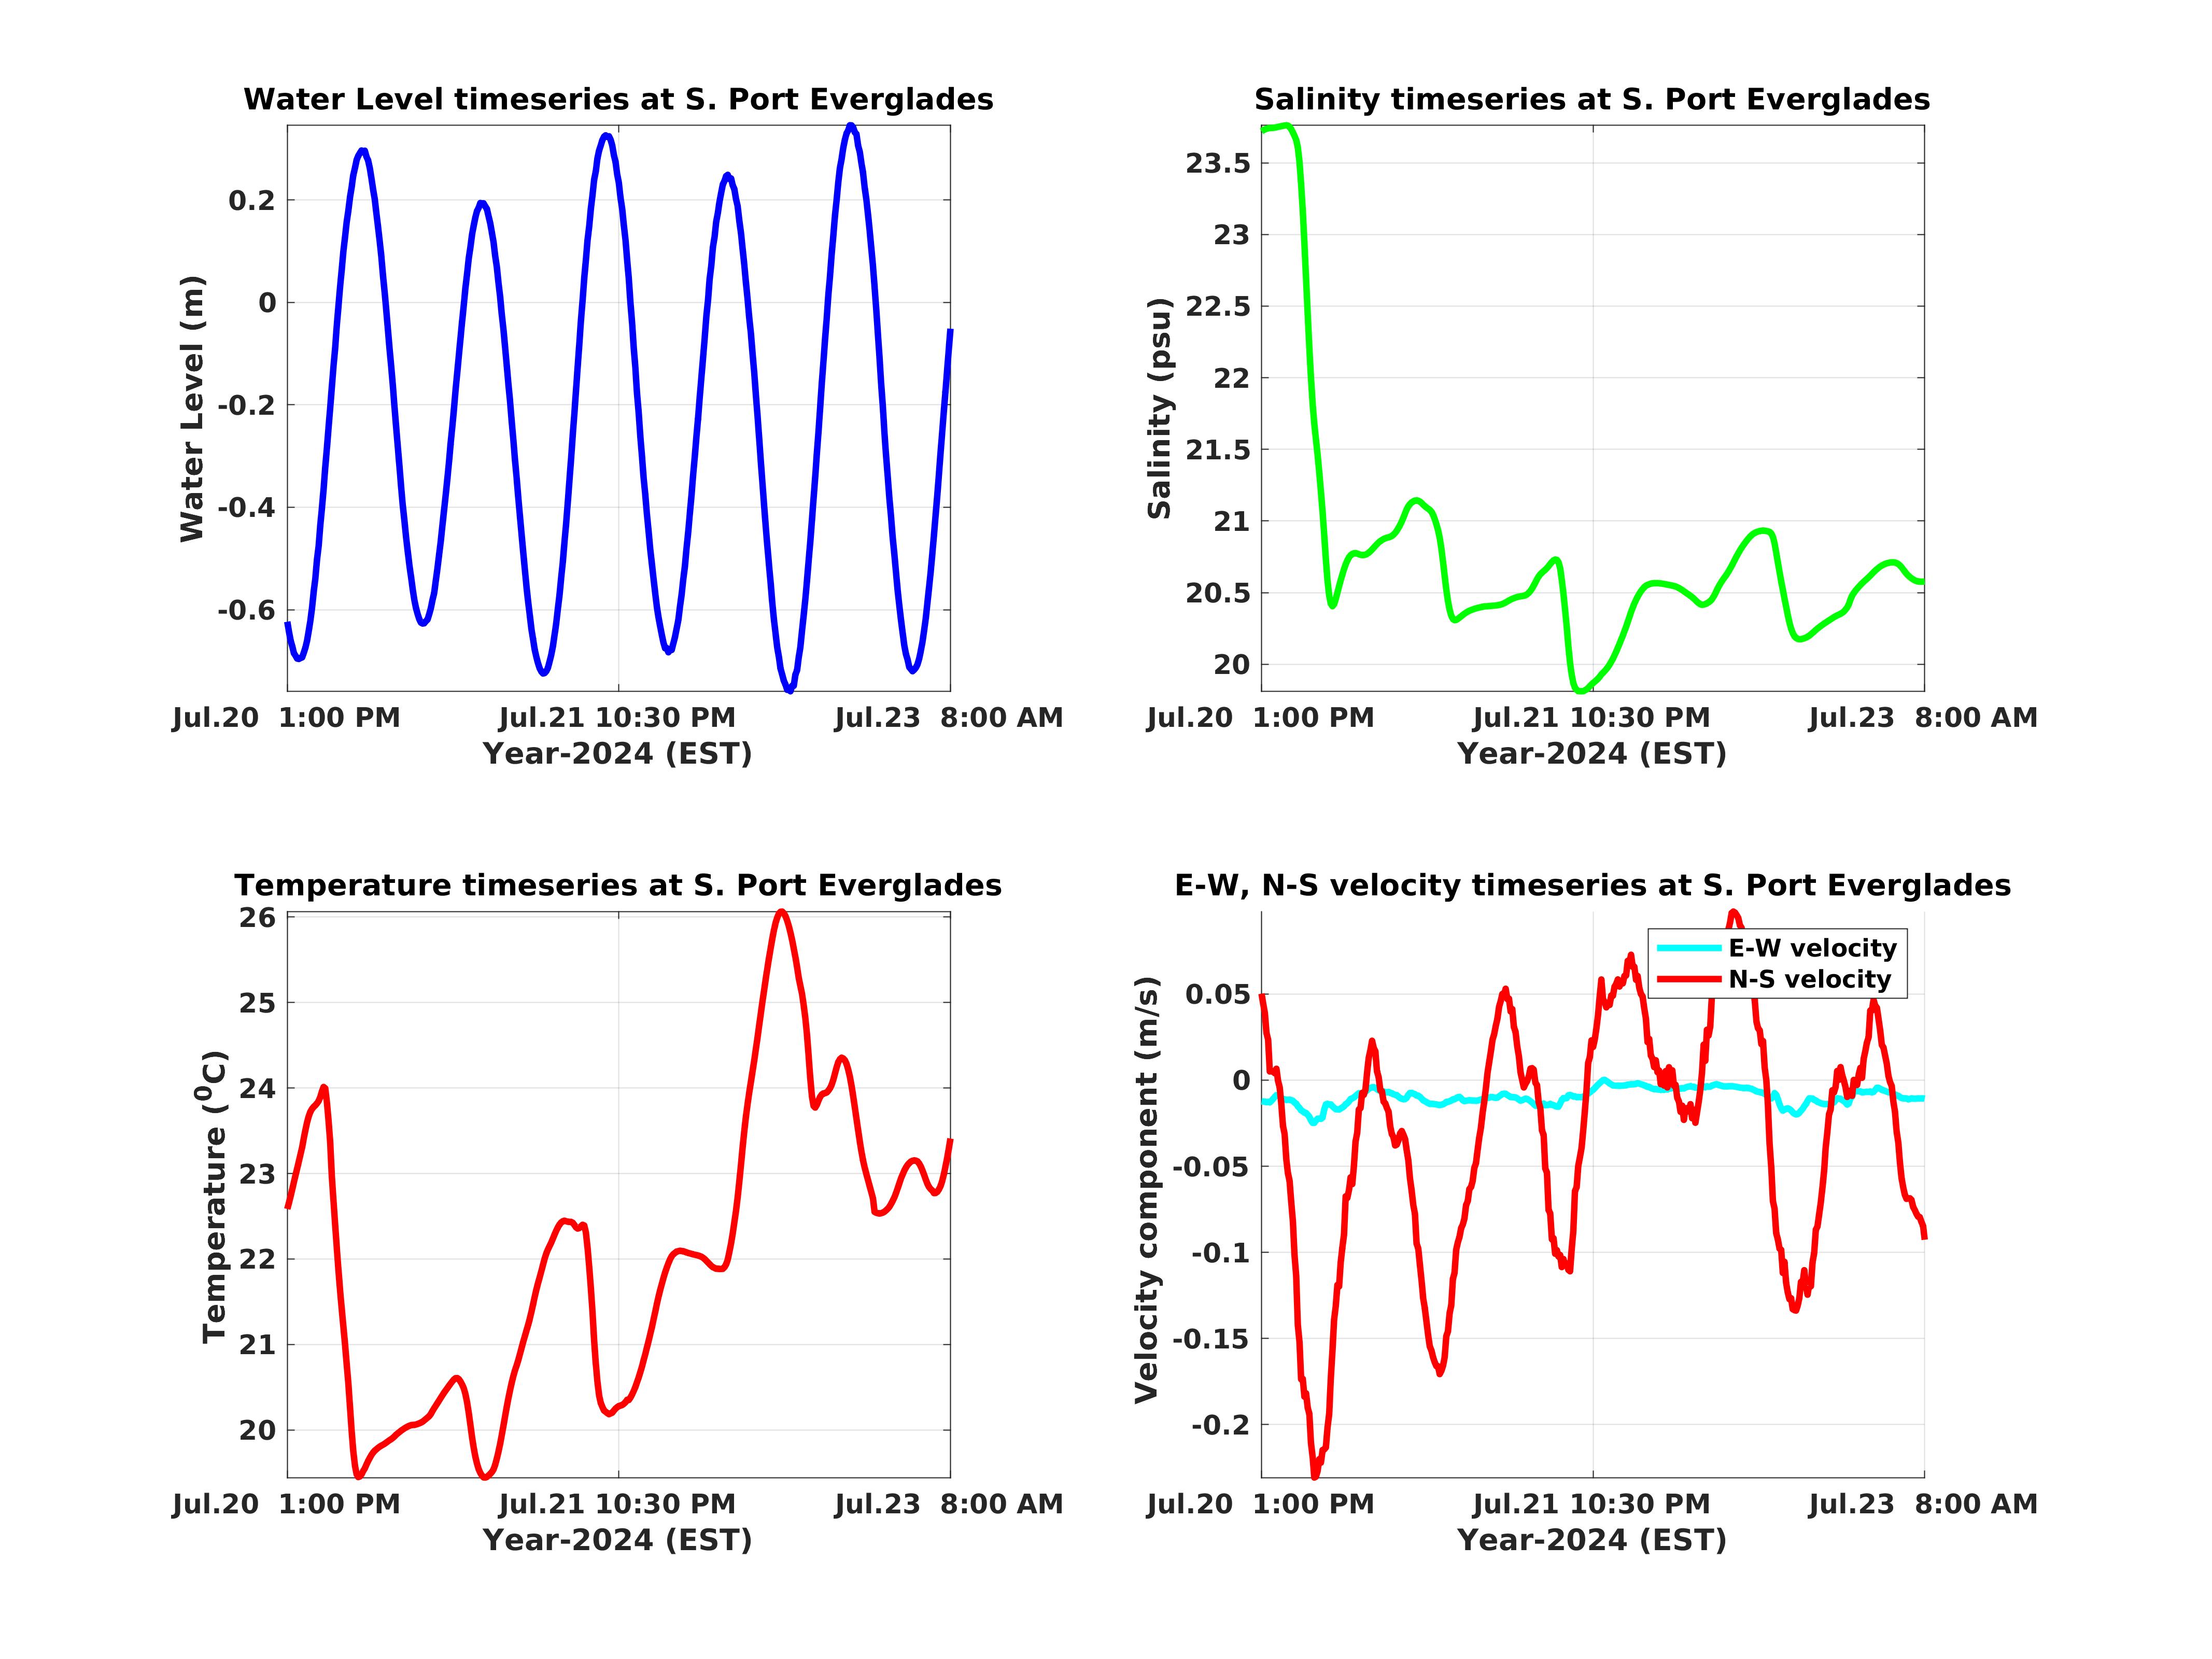 Water Level timeseries at S. Port Everglades
Water Level (m)
0.2
0
-0.2
-0.4
-0.6
Jul.20  1:00 PM
Jul.21 10:30 PM
Jul.23  8:00 AM
Year-2024 (EST)
Salinity timeseries at S. Port Everglades
Salinity (psu)
23.5
23
22.5
22
21.5
21
20.5
20
Jul.20  1:00 PM
Jul.21 10:30 PM
Jul.23  8:00 AM
Year-2024 (EST)
Temperature timeseries at S. Port Everglades
Temperature (⁰C)
26
25
24
23
22
21
20
Jul.20  1:00 PM
Jul.21 10:30 PM
Jul.23  8:00 AM
Year-2024 (EST)
E-W, N-S velocity timeseries at S. Port Everglades
Velocity component (m/s)
E-W velocity
N-S velocity
0.05
0
-0.05
-0.1
-0.15
-0.2
Jul.20  1:00 PM
Jul.21 10:30 PM
Jul.23  8:00 AM
Year-2024 (EST)